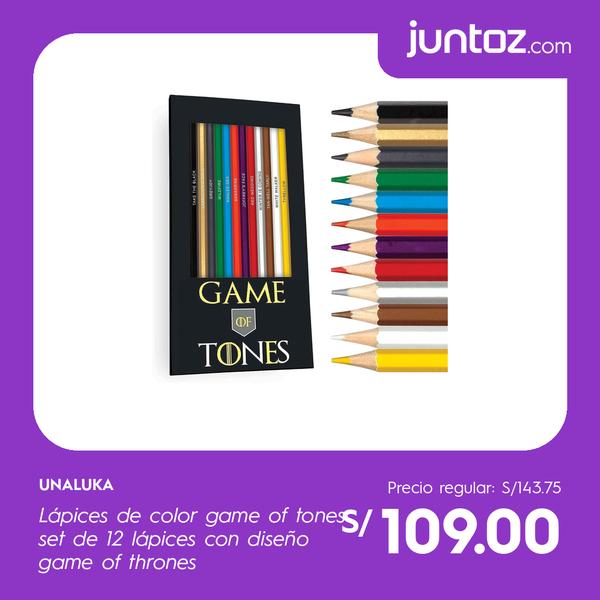 juntoz.com
GAME
OF
TONES
UNALUKA
Lápices de color game of tones
set de 12 lápices con diseño
game of thrones
Precio regular: S/143.75
S/ 109.00